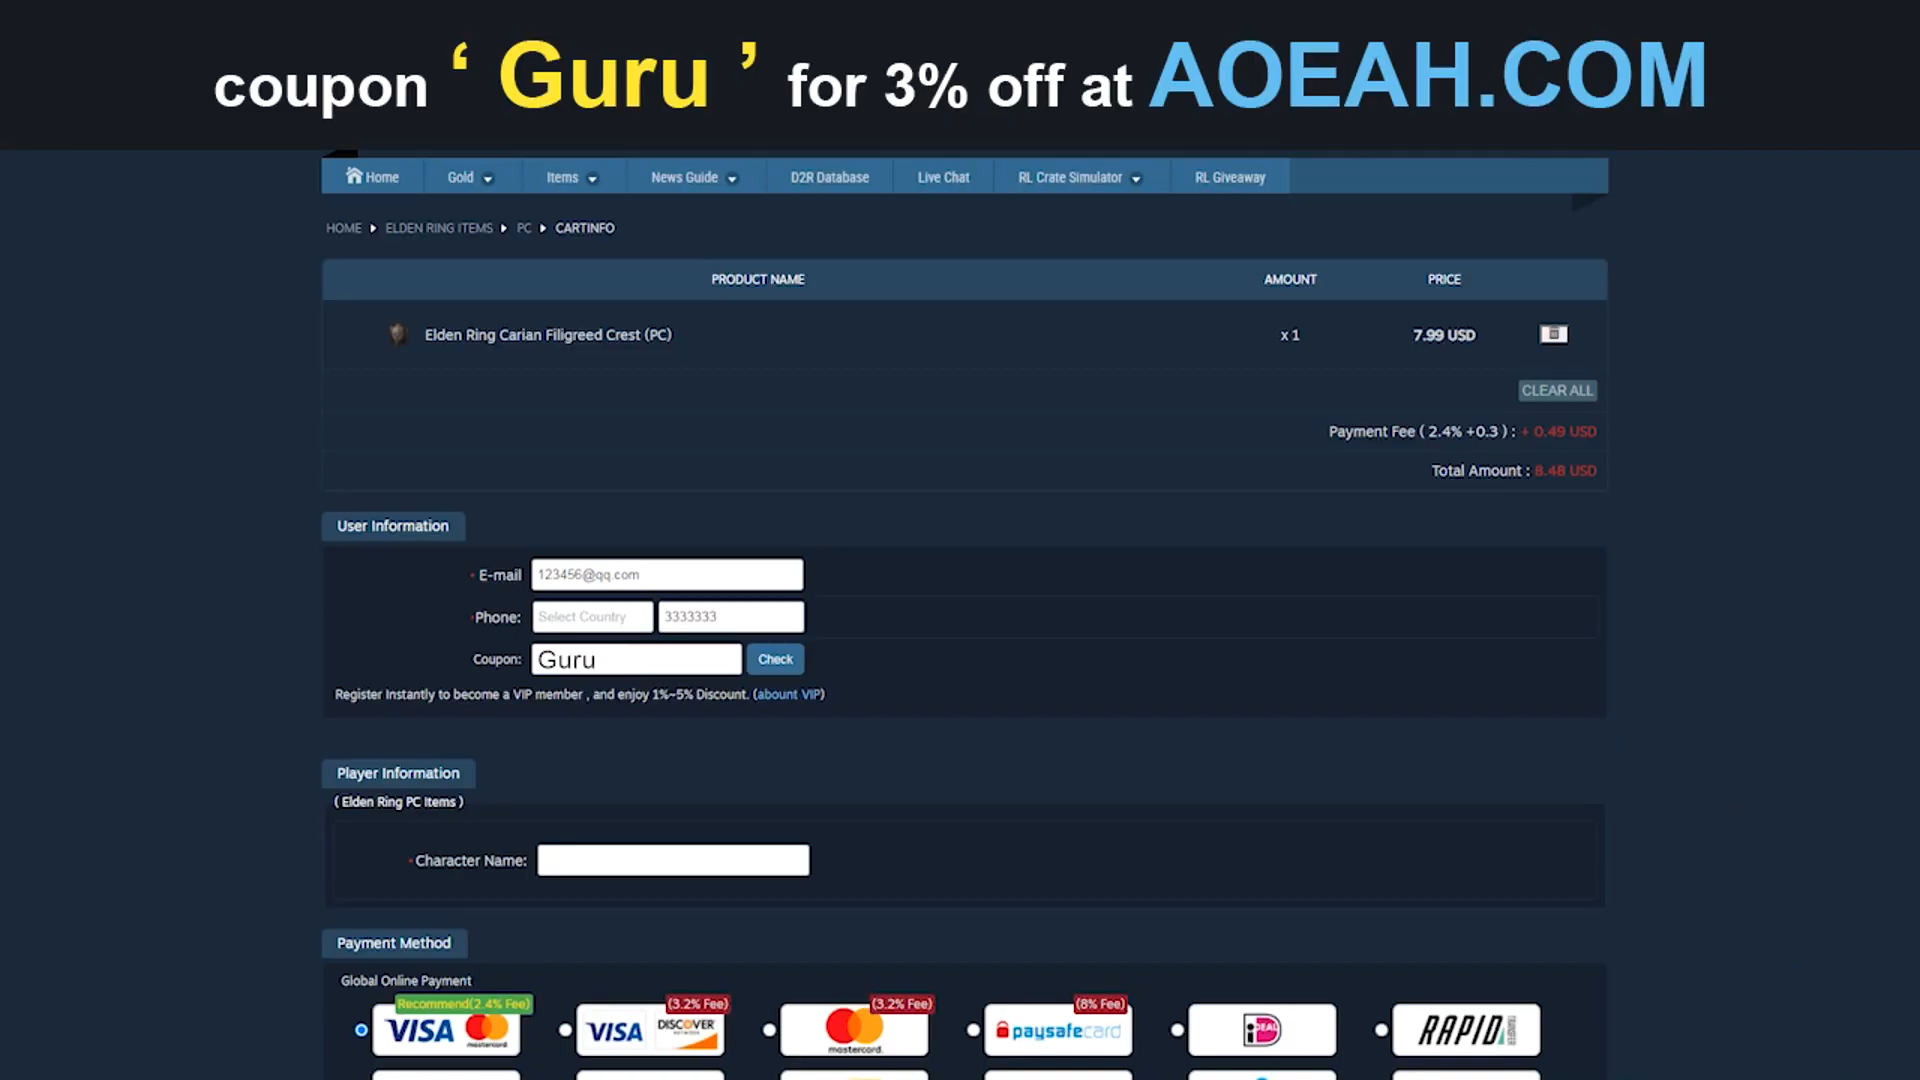 coupon ‘ Guru ’ for 3% off at AOEAH.COM
Home Gold Items News Guide D2R Database Live Chat RL Crate Simulator RL Giveaway
HOME ELDEN RING ITEMS PC CARTINFO
PRODUCT NAME AMOUNT PRICE
Elden Ring Carian Filigreed Crest (PC) x 1 7.99 USD
CLEAR ALL
Payment Fee ( 2.4% +0.3 ) : + 0.49 USD
Total Amount : 8.48 USD
User Information
* E-mail 123456@qq.com
*Phone: Select Country 3333333
Coupon: Guru Check
Register Instantly to become a VIP member , and enjoy 1%~5% Discount. (abount VIP)
Player Information
( Elden Ring PC Items )
*Character Name:
Payment Method
Global Online Payment
Recommend(2.4% Fee) (3.2% Fee) (3.2% Fee) (8% Fee)
VISA mastercard VISA DISCOVER mastercard. paysafecard iDEAL RAPID TRANSFER